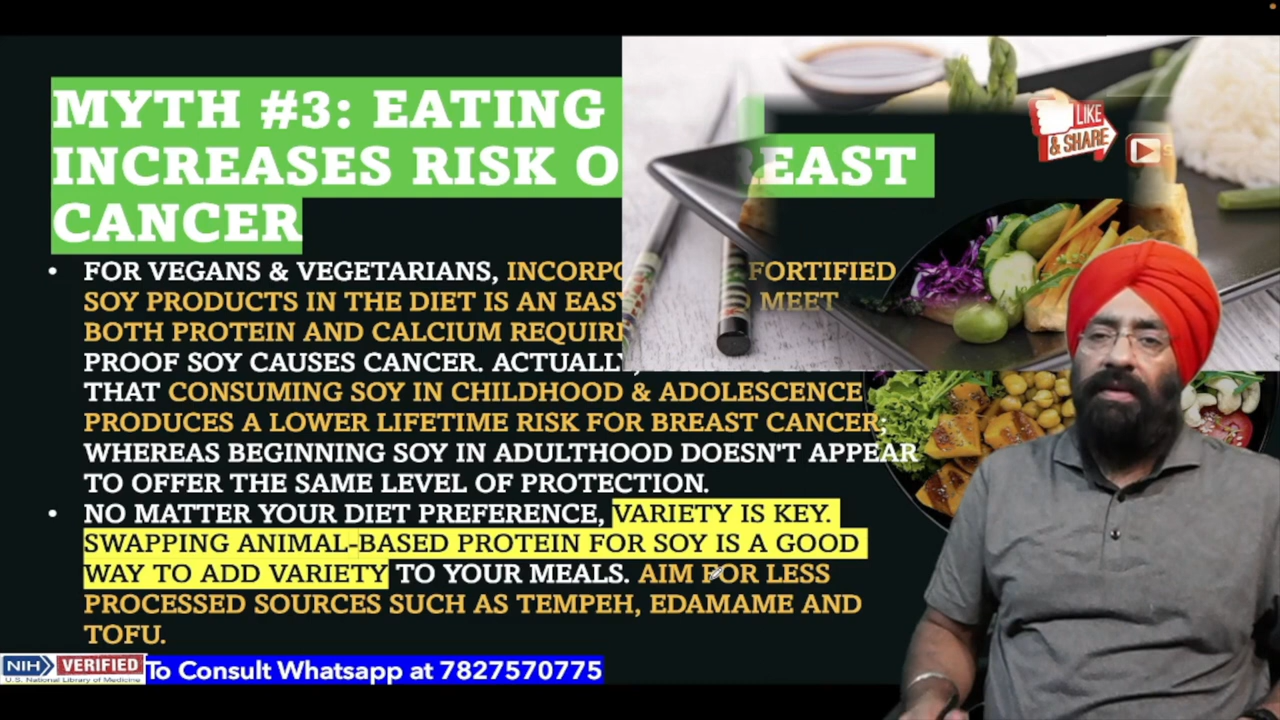 MYTH #3: EATING
INCREASES RISK O REAST
CANCER
LIKE
& SHARE
• FOR VEGANS & VEGETARIANS, INCORPO FORTIFIED
SOY PRODUCTS IN THE DIET IS AN EAS MEET
BOTH PROTEIN AND CALCIUM REQUIR
PROOF SOY CAUSES CANCER. ACTUALLY,
THAT CONSUMING SOY IN CHILDHOOD & ADOLESCENCE
PRODUCES A LOWER LIFETIME RISK FOR BREAST CANCER;
WHEREAS BEGINNING SOY IN ADULTHOOD DOESN'T APPEAR
TO OFFER THE SAME LEVEL OF PROTECTION.
• NO MATTER YOUR DIET PREFERENCE, VARIETY IS KEY.
SWAPPING ANIMAL-BASED PROTEIN FOR SOY IS A GOOD
WAY TO ADD VARIETY TO YOUR MEALS. AIM FOR LESS
PROCESSED SOURCES SUCH AS TEMPEH, EDAMAME AND
TOFU.
NIH VERIFIED
U.S. National Library of Medicine
To Consult Whatsapp at 7827570775